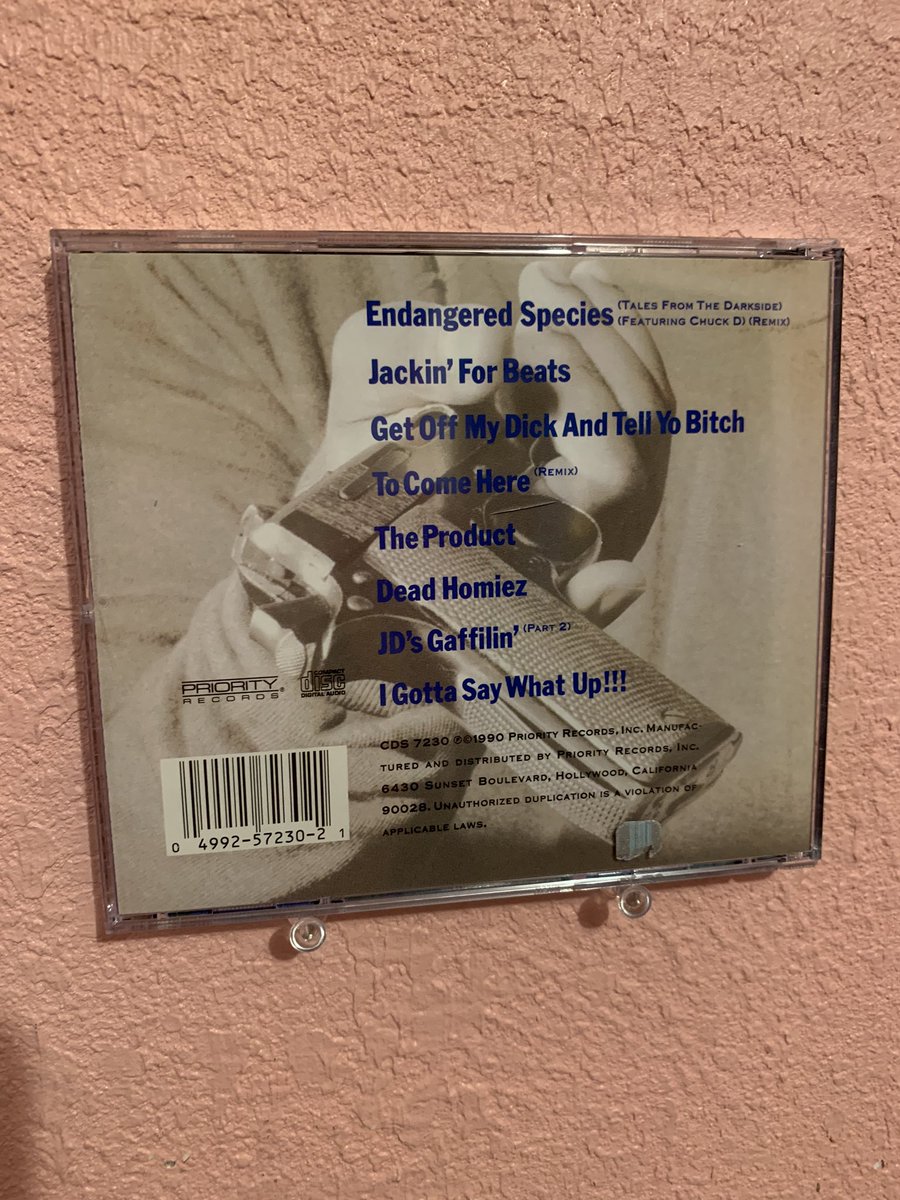 Endangered Species (Tales From The Darkside)
(Featuring Chuck D) (Remix)
Jackin' For Beats
Get Off My Dick And Tell Yo Bitch
To Come Here (Remix)
The Product
Dead Homiez
JD's Gaffilin' (Part 2)
I Gotta Say What Up!!!
PRIORITY
RECORDS®
COMPACT
disc
DIGITAL AUDIO
CDS 7230 ℗©1990 Priority Records, Inc. Manufac-
tured and distributed by Priority Records, Inc.
6430 Sunset Boulevard, Hollywood, California
90028. Unauthorized duplication is a violation of
applicable laws.
0 4992-57230-2 1